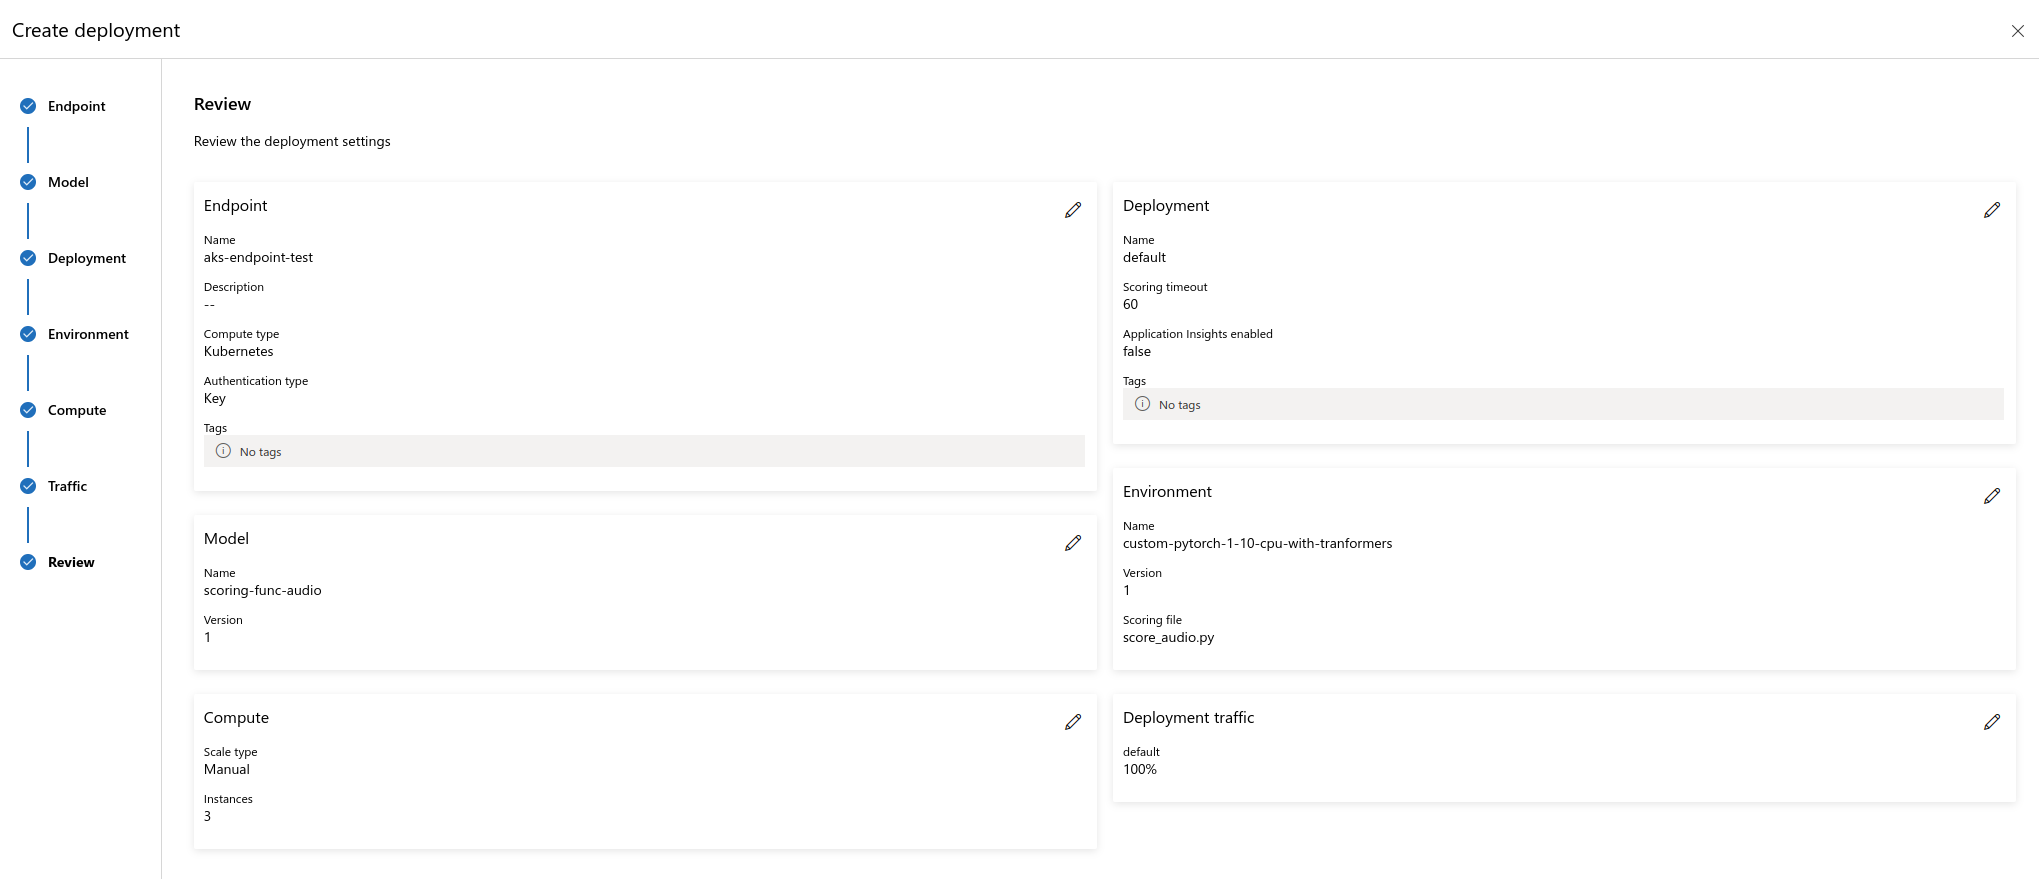 Create deployment
Endpoint
Model
Deployment
Environment
Compute
Traffic
Review
Review
Review the deployment settings
Endpoint
Name
aks-endpoint-test
Description
--
Compute type
Kubernetes
Authentication type
Key
Tags
No tags
Model
Name
scoring-func-audio
Version
1
Compute
Scale type
Manual
Instances
3
Deployment
Name
default
Scoring timeout
60
Application Insights enabled
false
Tags
No tags
Environment
Name
custom-pytorch-1-10-cpu-with-tranformers
Version
1
Scoring file
score_audio.py
Deployment traffic
default
100%